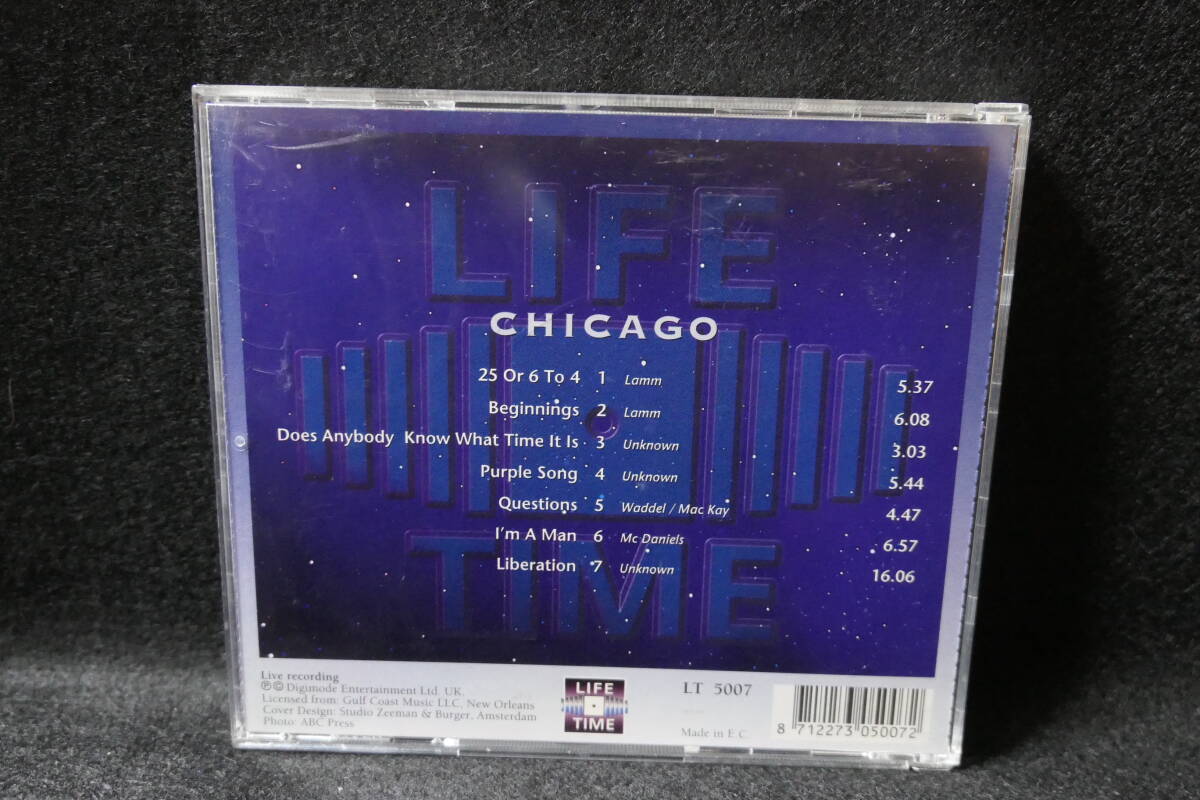 LIFE
CHICAGO
25 Or 6 To 4 1 Lamm 5.37
Beginnings 2 Lamm 6.08
Does Anybody Know What Time It Is 3 Unknown 3.03
Purple Song 4 Unknown 5.44
Questions 5 Waddel / Mac Kay 4.47
I'm A Man 6 Mc Daniels 6.57
Liberation 7 Unknown 16.06
TIME
Live recording
℗ © Digimode Entertainment Ltd. UK.
Licensed from: Gulf Coast Music LLC, New Orleans
Cover Design: Studio Zeeman & Burger, Amsterdam
Photo: ABC Press
LIFE
TIME
LT 5007
Made in E.C.
8 712273 050072